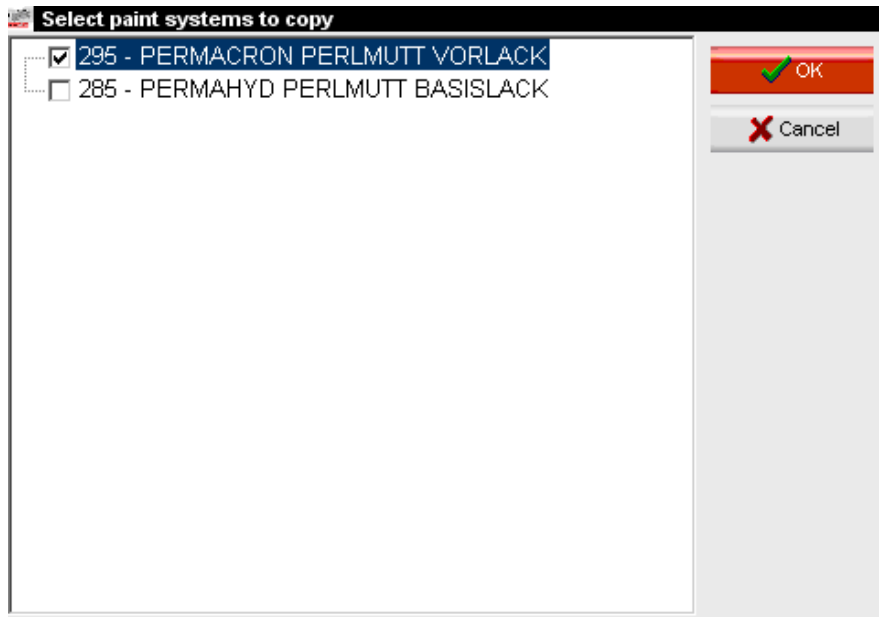 Select paint systems to copy
295 - PERMACRON PERLMUTT VORLACK
285 - PERMAHYD PERLMUTT BASISLACK
OK
Cancel